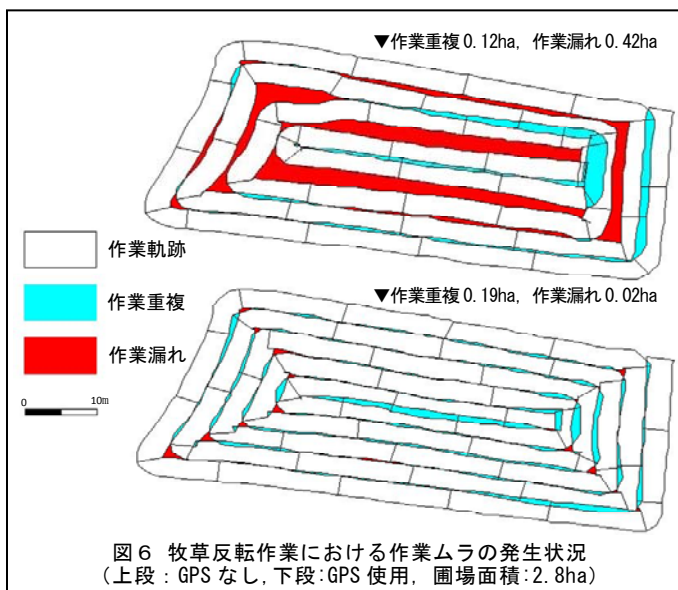 ▼作業重複0.12ha, 作業漏れ0.42ha
作業軌跡
作業重複
作業漏れ
0 10m
▼作業重複0.19ha, 作業漏れ0.02ha
図6 牧草反転作業における作業ムラの発生状況
(上段:GPSなし,下段:GPS使用, 圃場面積:2.8ha)